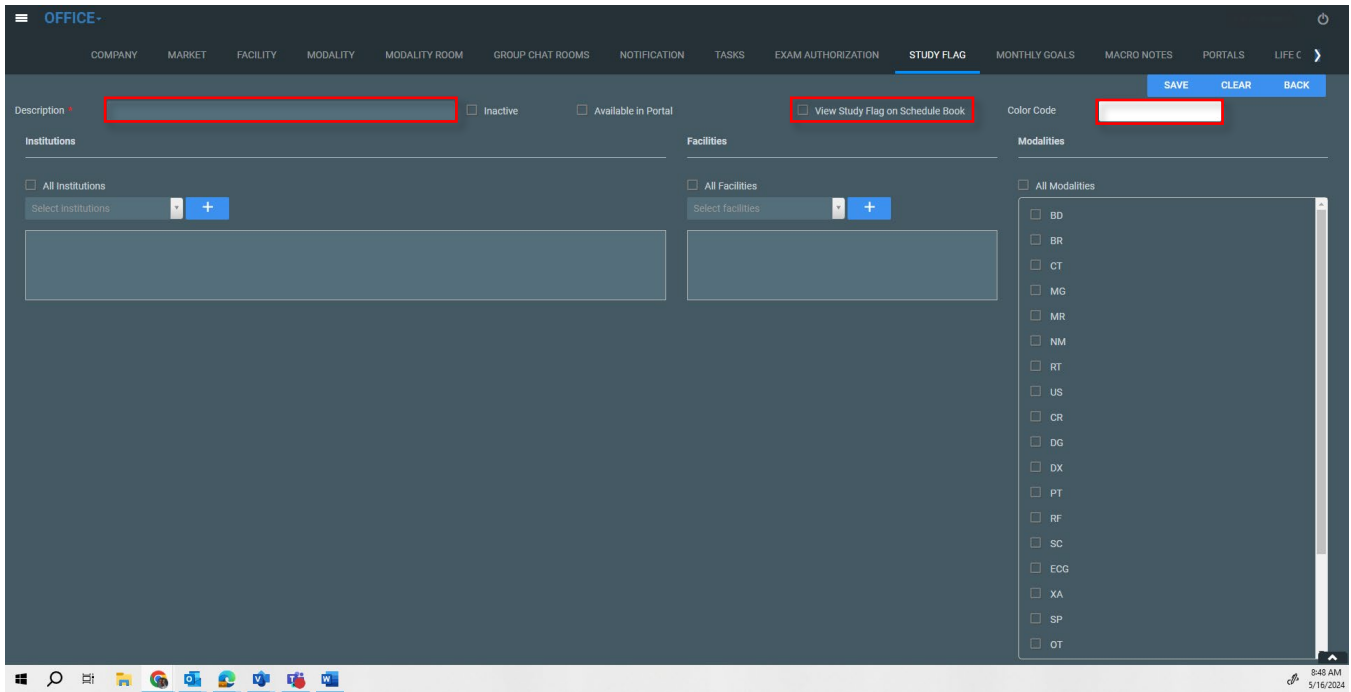 OFFICE
COMPANY MARKET FACILITY MODALITY MODALITY ROOM GROUP CHAT ROOMS NOTIFICATION TASKS EXAM AUTHORIZATION STUDY FLAG MONTHLY GOALS MACRO NOTES PORTALS LIFE C
SAVE CLEAR BACK
Description * Inactive Available in Portal View Study Flag on Schedule Book Color Code
Institutions Facilities Modalities
All Institutions All Facilities All Modalities
Select institutions + Select facilities +
BD
BR
CT
MG
MR
NM
RT
US
CR
DG
DX
PT
RF
SC
ECG
XA
SP
OT
8:48 AM
5/16/2024